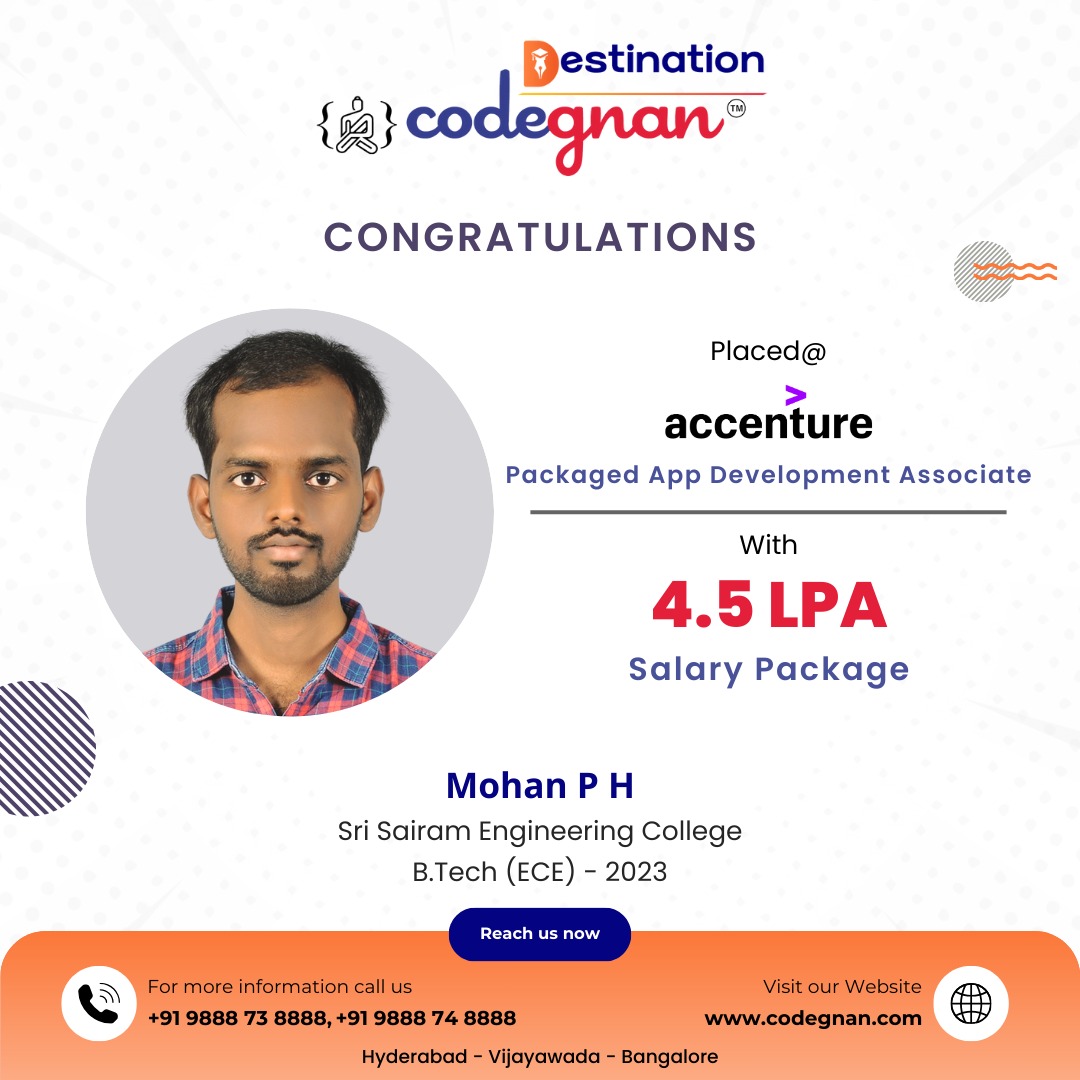 Destination
codegnan TM
CONGRATULATIONS
Placed@
accenture
Packaged App Development Associate
With
4.5 LPA
Salary Package
Mohan P H
Sri Sairam Engineering College
B.Tech (ECE) - 2023
Reach us now
For more information call us
+91 9888 73 8888, +91 9888 74 8888
Visit our Website
www.codegnan.com
Hyderabad - Vijayawada - Bangalore